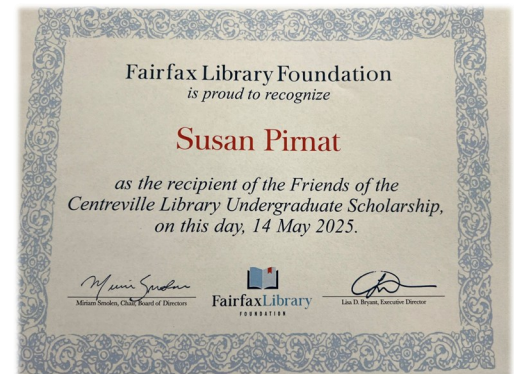 Fairfax Library Foundation
is proud to recognize
Susan Pirnat
as the recipient of the Friends of the
Centreville Library Undergraduate Scholarship,
on this day, 14 May 2025.
Miriam Smolen, Chair, Board of Directors
FairfaxLibrary
FOUNDATION
Lisa D. Bryant, Executive Director